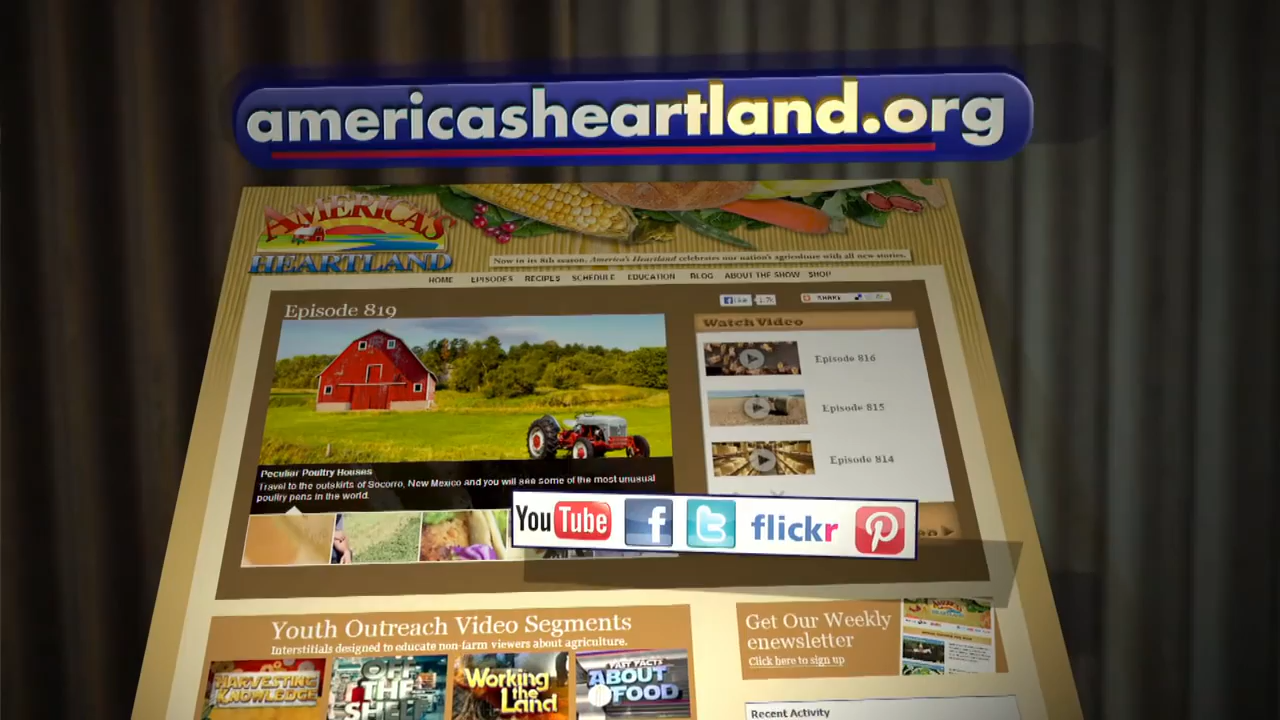 americasheartland.org
AMERICA'S
HEARTLAND
Now in its 8th season, America's Heartland celebrates our nation's agriculture with all new stories.
HOME EPISODES RECIPES SCHEDULE EDUCATION BLOG ABOUT THE SHOW SHOP
Episode 819
Like
SHARE
Watch Video
Episode 816
Episode 815
Episode 814
Peculiar Poultry Houses
Travel to the outskirts of Socorro, New Mexico and you will see some of the most unusual
poultry pens in the world.
YouTube f t flickr P
Youth Outreach Video Segments
Interstitials designed to educate non-farm viewers about agriculture.
HARVESTING
KNOWLEDGE
OFF
THE
SHELF
Working
the
Land
FAST FACTS
ABOUT
FOOD
Get Our Weekly
enewsletter
Click here to sign up
Recent Activity